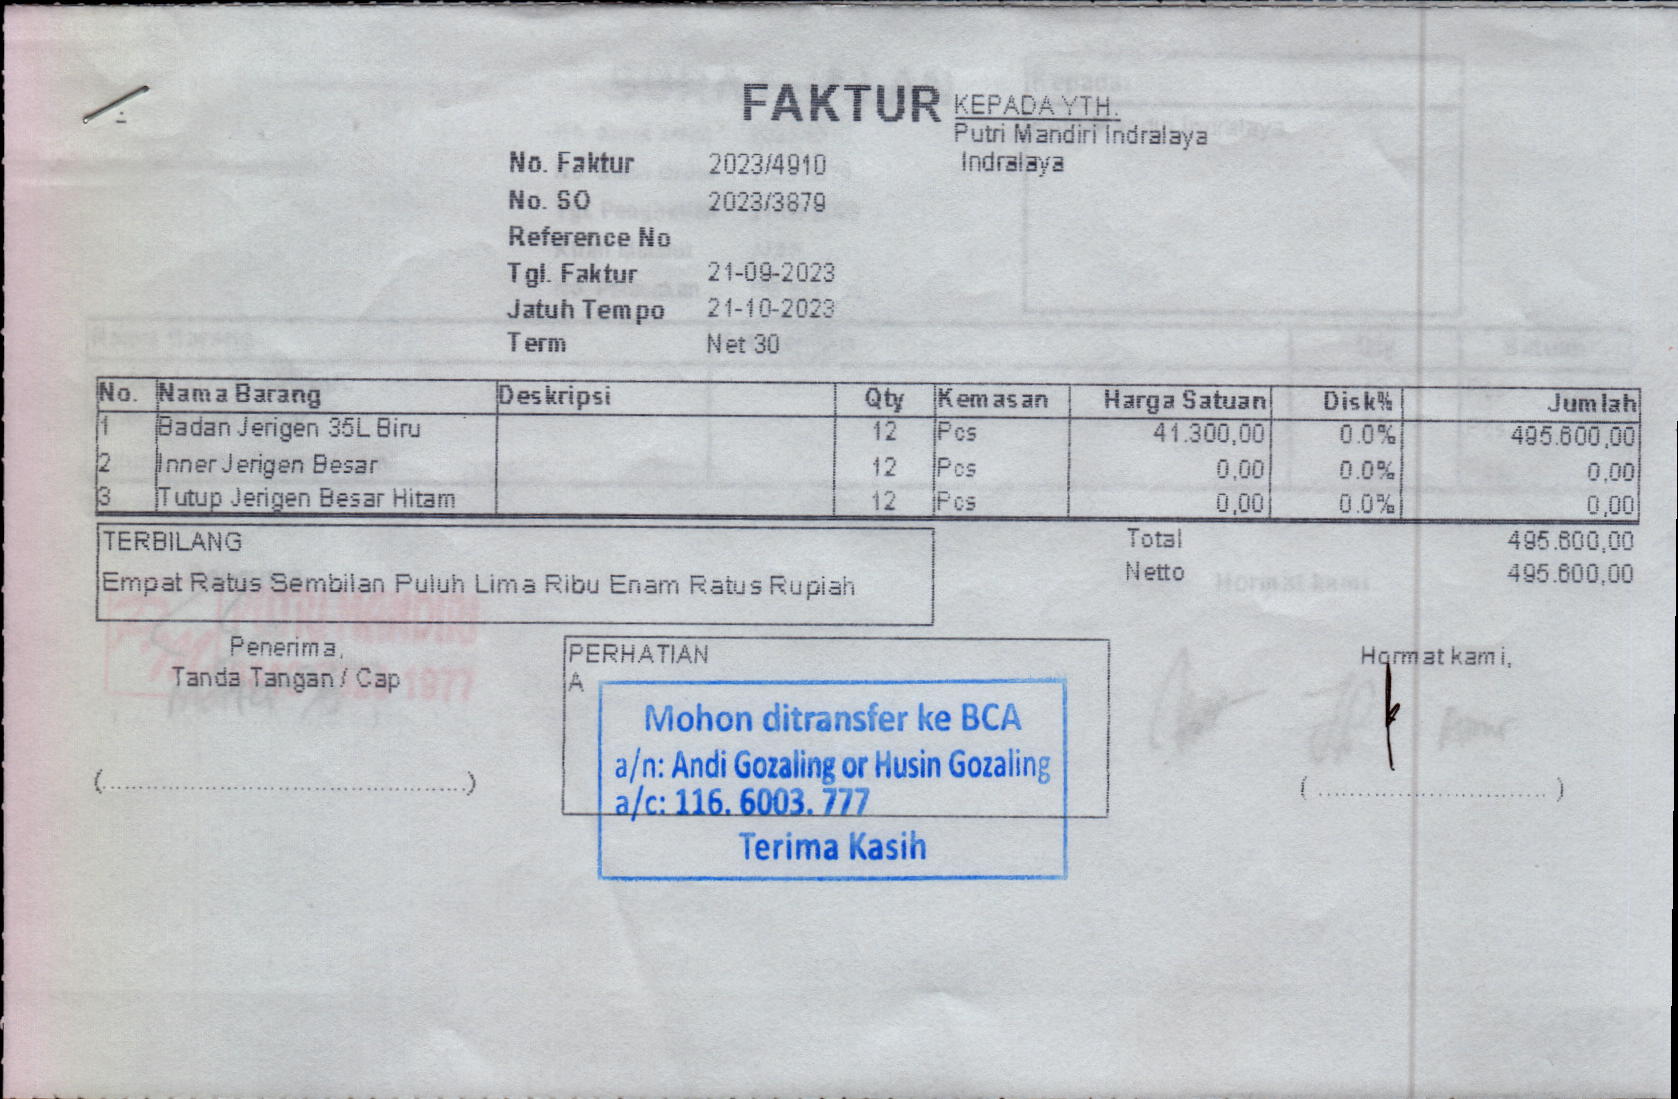 FAKTUR
KEPADA YTH.
Putri Mandiri Indralaya
Indralaya
No. Faktur 2023/4910
No. SO 2023/3879
Reference No
Tgl. Faktur 21-09-2023
Jatuh Tempo 21-10-2023
Term Net 30
No. Nama Barang Deskripsi Qty Kemasan Harga Satuan Disk% Jumlah
1 Badan Jerigen 35L Biru 12 Pcs 41.300,00 0.0% 495.600,00
2 Inner Jerigen Besar 12 Pcs 0,00 0.0% 0,00
3 Tutup Jerigen Besar Hitam 12 Pcs 0,00 0.0% 0,00
TERBILANG
Empat Ratus Sembilan Puluh Lima Ribu Enam Ratus Rupiah
Total 495.600,00
Netto 495.600,00
Penerima,
Tanda Tangan / Cap
(..............................................)
PERHATIAN
A
Mohon ditransfer ke BCA
a/n: Andi Gozaling or Husin Gozaling
a/c: 116. 6003. 777
Terima Kasih
Hormat kami,
( ............................. )